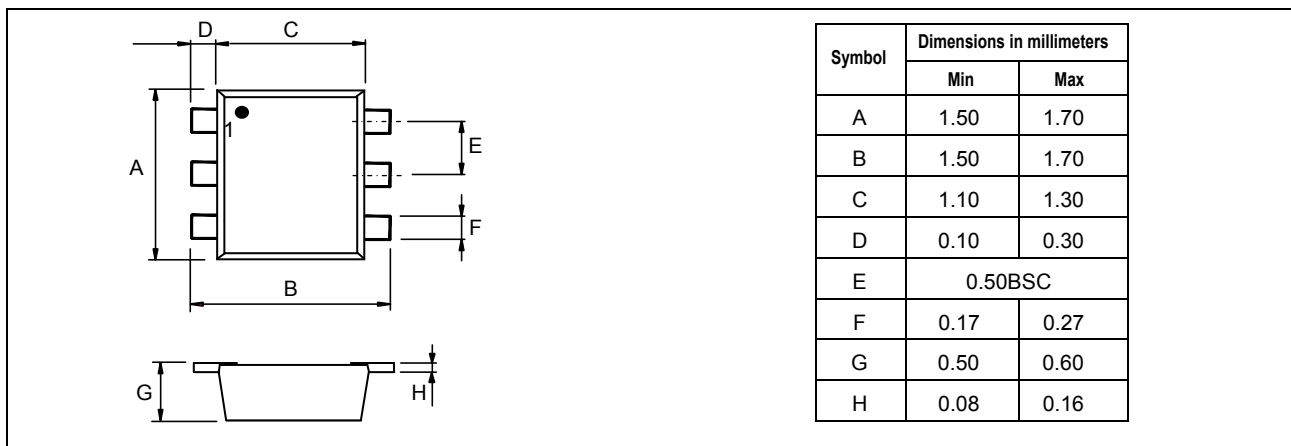 D
C
1
A
E
F
B
G
H
Symbol Dimensions in millimeters
Min Max
A 1.50 1.70
B 1.50 1.70
C 1.10 1.30
D 0.10 0.30
E 0.50BSC
F 0.17 0.27
G 0.50 0.60
H 0.08 0.16